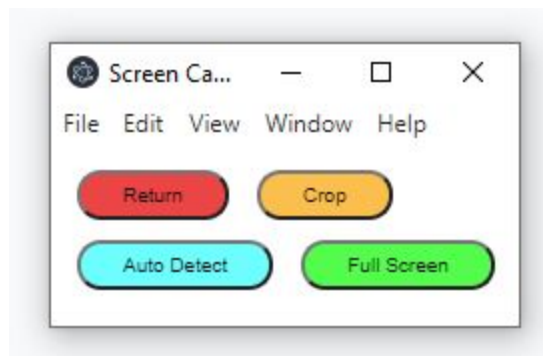 Screen Ca...
File Edit View Window Help
Return Crop
Auto Detect Full Screen